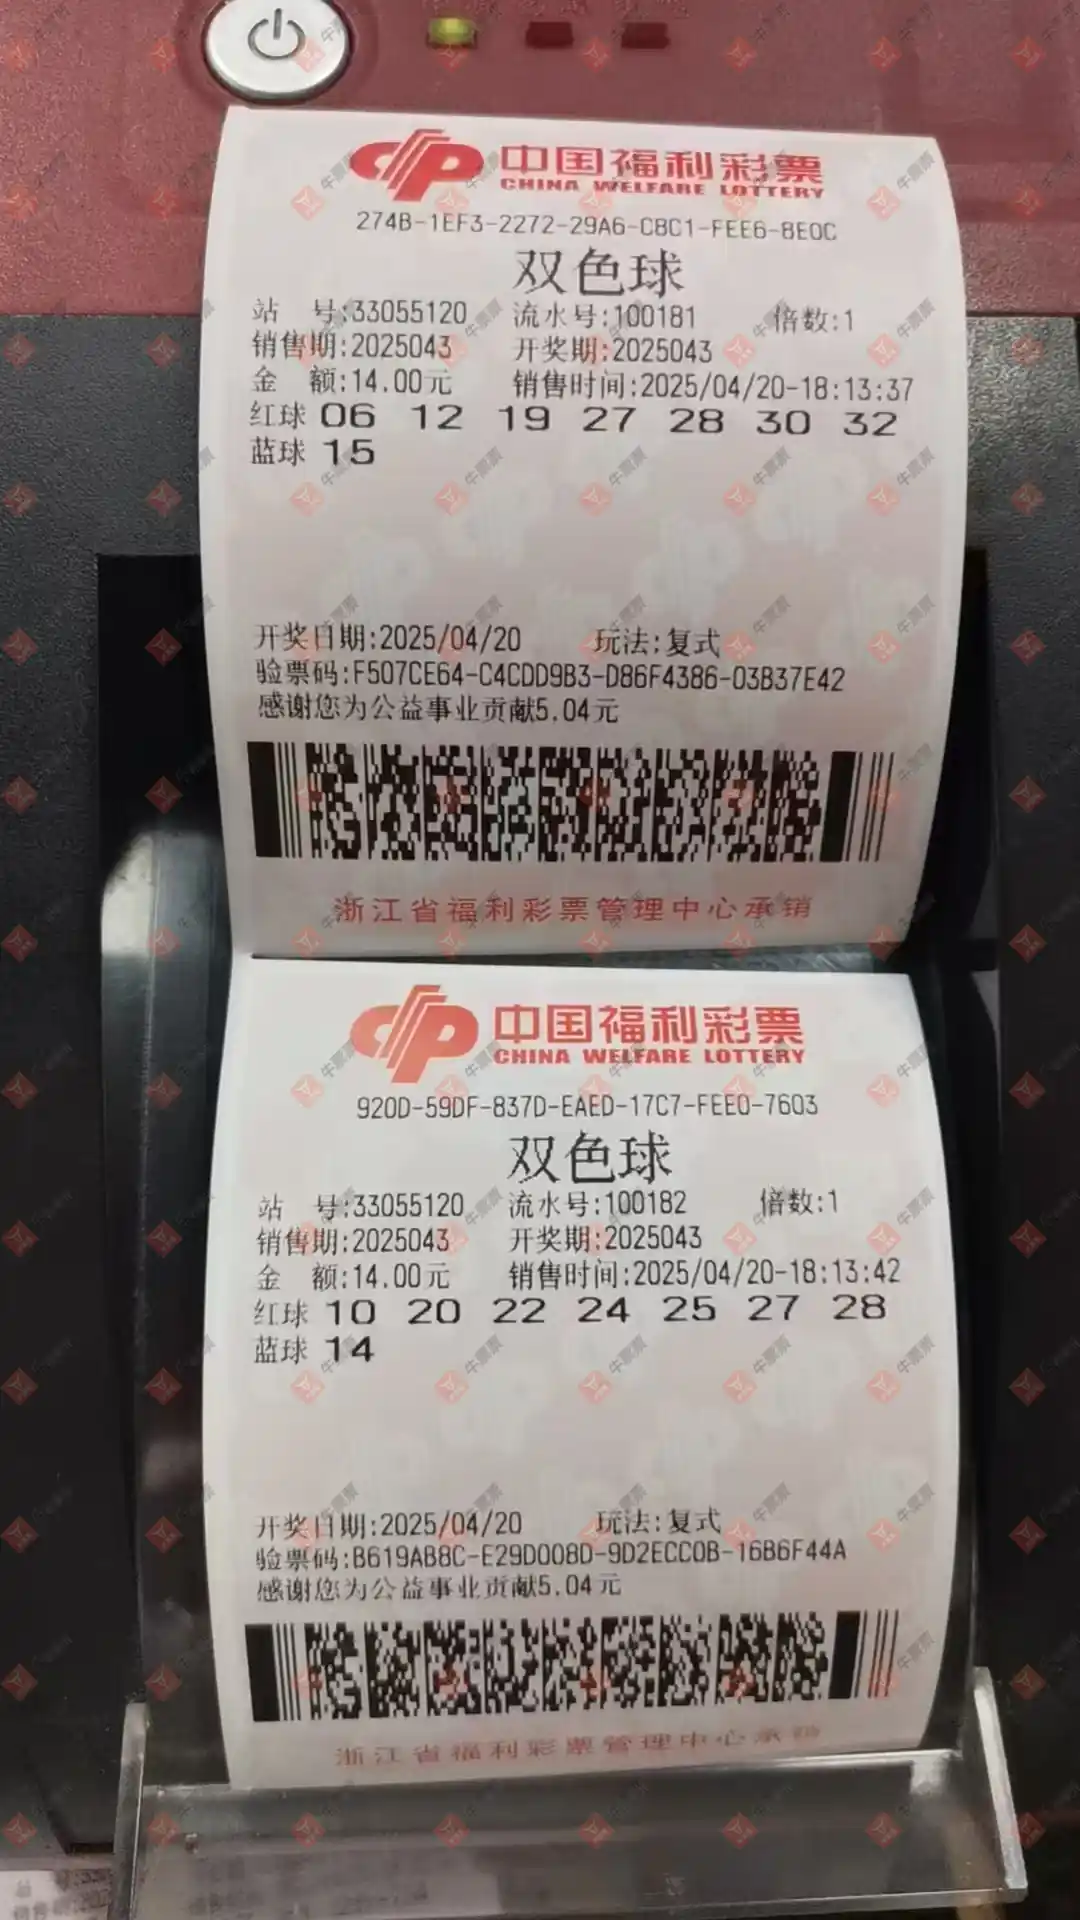 中国福利彩票
CHINA WELFARE LOTTERY
274B-1EF3-2272-29A6-CBC1-FEE6-8E0C
双色球
站 号:33055120 流水号:100181 倍数:1
销售期:2025043 开奖期:2025043
金 额:14.00元 销售时间:2025/04/20-18:13:37
红球 06 12 19 27 28 30 32
蓝球 15
开奖日期:2025/04/20 玩法:复式
验票码:F507CE64-C4CDD9B3-D86F4386-03B37E42
感谢您为公益事业贡献5.04元
浙江省福利彩票管理中心承销
中国福利彩票
CHINA WELFARE LOTTERY
920D-59DF-837D-EAED-17C7-FEE0-7603
双色球
站 号:33055120 流水号:100182 倍数:1
销售期:2025043 开奖期:2025043
金 额:14.00元 销售时间:2025/04/20-18:13:42
红球 10 20 22 24 25 27 28
蓝球 14
开奖日期:2025/04/20 玩法:复式
验票码:B619AB8C-E29D008D-9D2ECC0B-16B6F44A
感谢您为公益事业贡献5.04元
浙江省福利彩票管理中心承销
牛票票